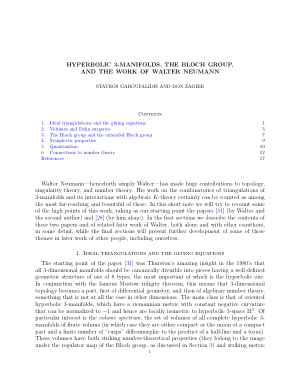 HYPERBOLIC 3-MANIFOLDS, THE BLOCH GROUP,
AND THE WORK OF WALTER NEUMANN
STAVROS GAROUFALIDIS AND DON ZAGIER
Contents
1. Ideal triangulations and the gluing equations 1
2. Volumes and Dehn surgeries 3
3. The Bloch group and the extended Bloch group 7
4. Symplectic properties 9
5. Quantization 10
6. Connections to number theory 12
References 17
Walter Neumann—henceforth simply Walter—has made large contributions to topology,
singularity theory, and number theory. His work on the combinatorics of triangulations of
3-manifolds and its interactions with algebraic K-theory certainly can be counted as among
the most far-reaching and beautiful of these. In this short note we will try to recount some
of the high points of this work, taking as our starting point the papers [31] (by Walter and
the second author) and [28] (by him alone). In the first sections we describe the contents of
these two papers and of related later work of Walter, both alone and with other coauthors,
in some detail, while the final sections will present further development of some of these
themes in later work of other people, including ourselves.
1. Ideal triangulations and the gluing equations
The starting point of the paper [31] was Thurston's amazing insight in the 1980's that
all 3-dimensional manifolds should be canonically divisible into pieces having a well-defined
geometric structure of one of 8 types, the most important of which is the hyperbolic one.
In conjunction with the famous Mostow rigidity theorem, this means that 3-dimensional
topology becomes a part, first of differential geometry, and then of algebraic number theory,
something that is not at all the case in other dimensions. The main class is that of oriented
hyperbolic 3-manifolds, which have a riemannian metric with constant negative curvature
that can be normalized to −1 and hence are locally isometric to hyperbolic 3-space ℍ³. Of
particular interest is the volume spectrum, the set of volumes of all complete hyperbolic 3-manifolds
of finite volume (in which case they are either compact or the union of a compact
part and a finite number of "cusps" diffeomorphic to the product of a half-line and a torus).
These volumes have both striking number-theoretical properties (they belong to the image
under the regulator map of the Bloch group, as discussed in Section 3) and striking metric
1